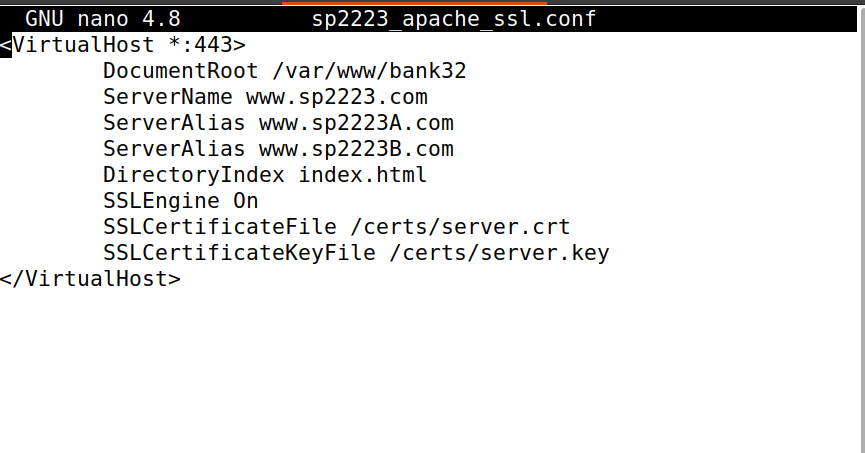 GNU nano 4.8 sp2223_apache_ssl.conf
<VirtualHost *:443>
DocumentRoot /var/www/bank32
ServerName www.sp2223.com
ServerAlias www.sp2223A.com
ServerAlias www.sp2223B.com
DirectoryIndex index.html
SSLEngine On
SSLCertificateFile /certs/server.crt
SSLCertificateKeyFile /certs/server.key
</VirtualHost>